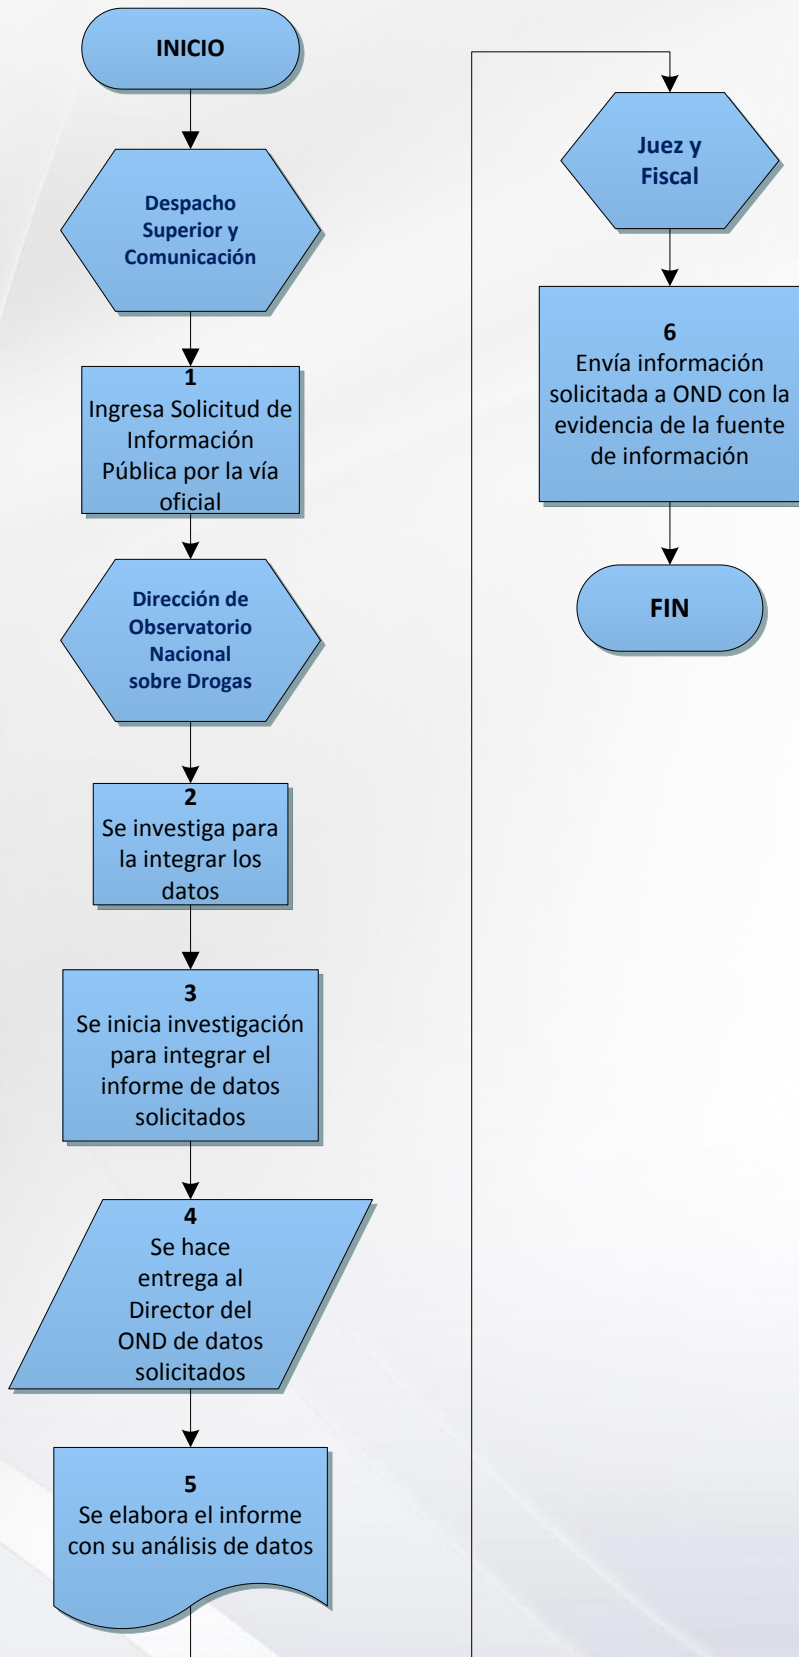 INICIO
Despacho
Superior y
Comunicación
1
Ingresa Solicitud de
Información
Pública por la vía
oficial
Dirección de
Observatorio
Nacional
sobre Drogas
2
Se investiga para
la integrar los
datos
3
Se inicia investigación
para integrar el
informe de datos
solicitados
4
Se hace
entrega al
Director del
OND de datos
solicitados
5
Se elabora el informe
con su análisis de datos
Juez y
Fiscal
6
Envía información
solicitada a OND con la
evidencia de la fuente
de información
FIN